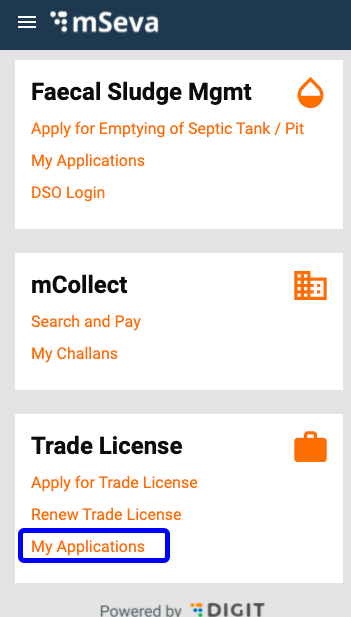 mSeva
Faecal Sludge Mgmt
Apply for Emptying of Septic Tank / Pit
My Applications
DSO Login
mCollect
Search and Pay
My Challans
Trade License
Apply for Trade License
Renew Trade License
My Applications
Powered by DIGIT